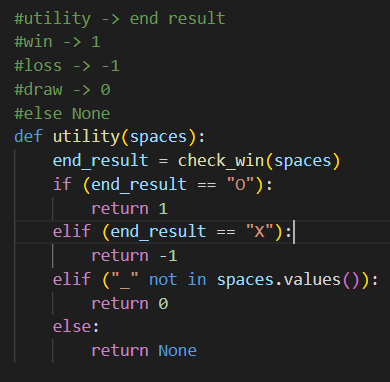 #utility -> end result
#win -> 1
#loss -> -1
#draw -> 0
#else None
def utility(spaces):
    end_result = check_win(spaces)
    if (end_result == "O"):
        return 1
    elif (end_result == "X"):
        return -1
    elif ("_" not in spaces.values()):
        return 0
    else:
        return None